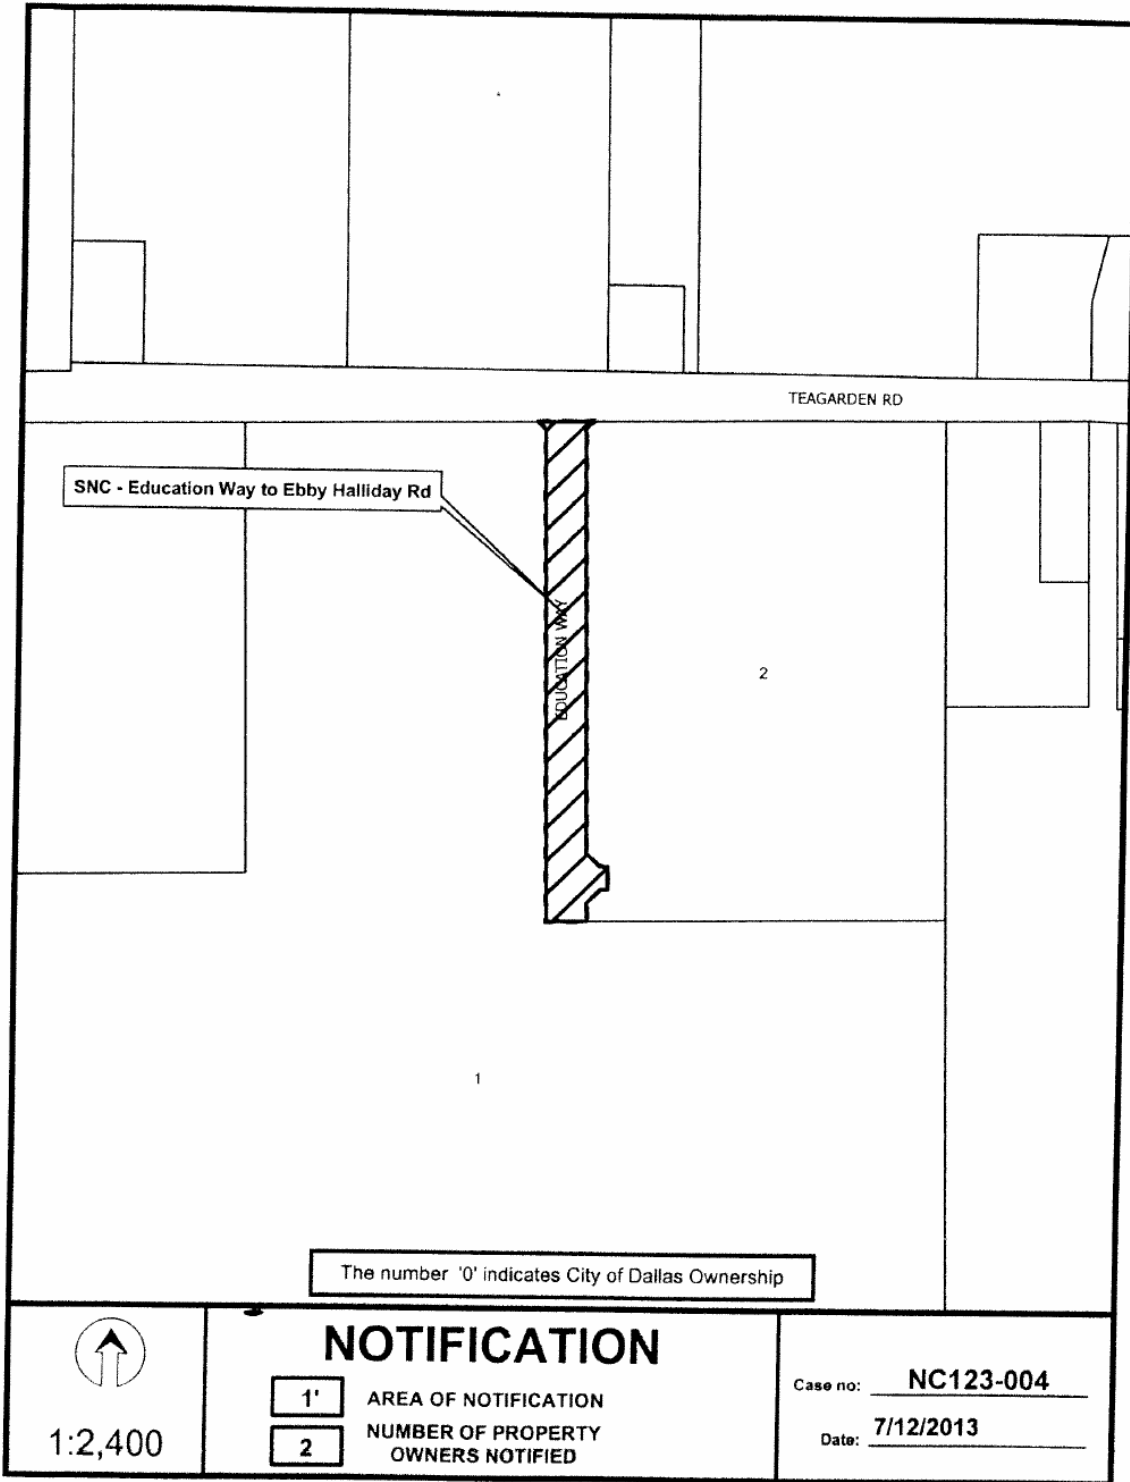 TEAGARDEN RD
SNC - Education Way to Ebby Halliday Rd
EDUCATION WAY
2
1
The number '0' indicates City of Dallas Ownership
1:2,400
NOTIFICATION
1' AREA OF NOTIFICATION
2 NUMBER OF PROPERTY
OWNERS NOTIFIED
Case no: NC123-004
Date: 7/12/2013